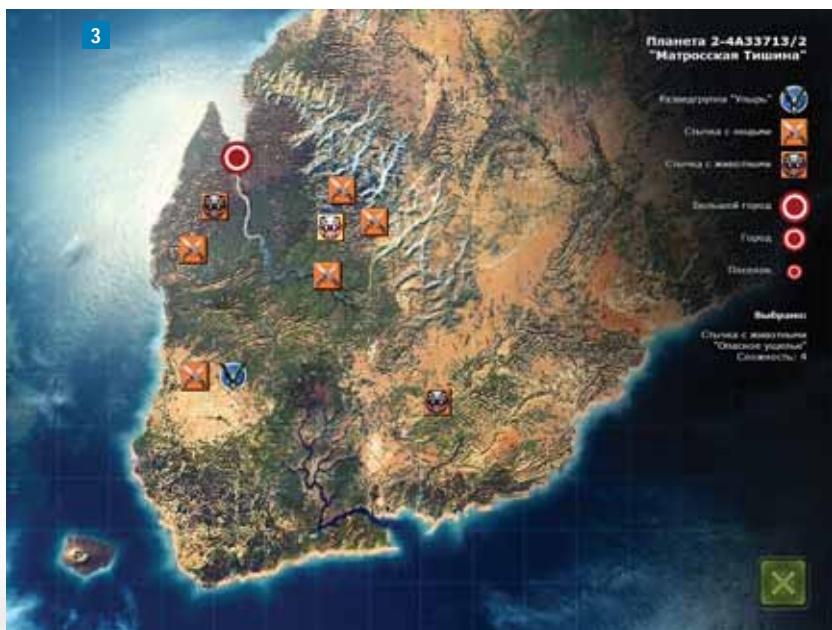 3
Планета 2-4А33713/2
"Матросская Тишина"
Разведгруппа "Упырь"
Стычка с людьми
Стычка с животными
Большой город
Город
Поселок
Выбрано:
Стычка с животными
"Опасное ущелье"
Сложность: 4